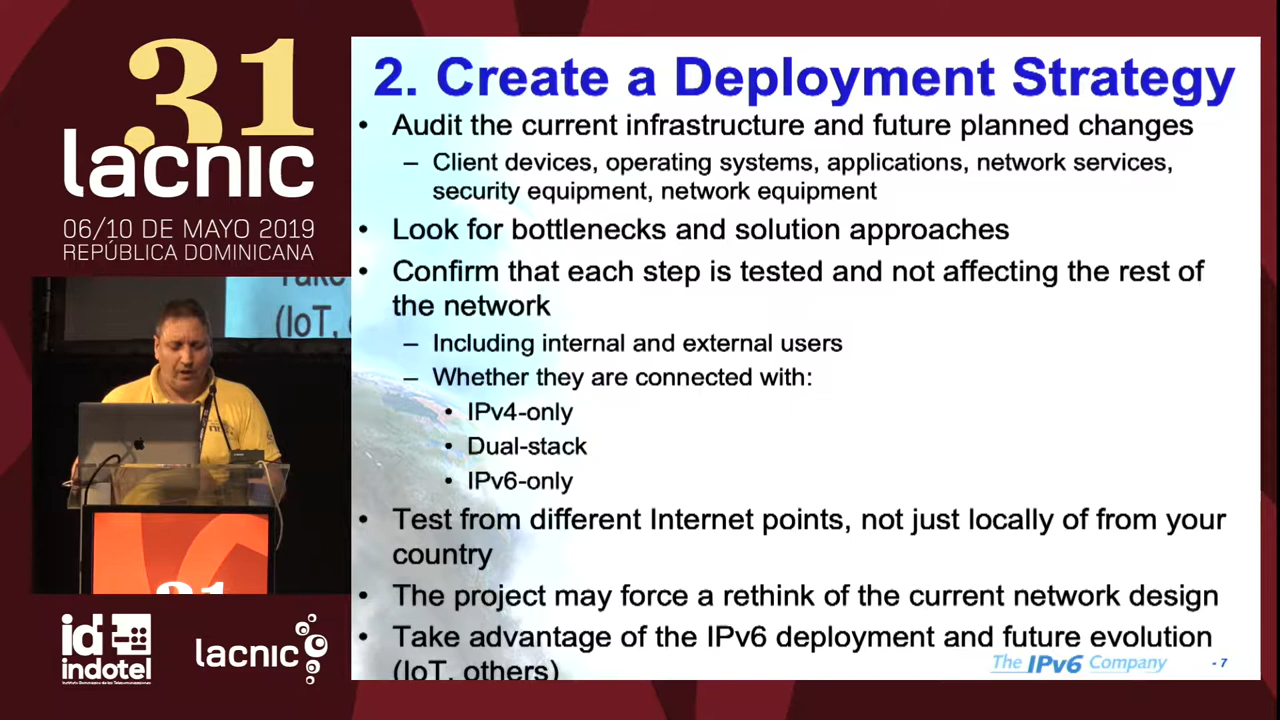 31
lacnic
06/10 DE MAYO 2019
REPÚBLICA DOMINICANA
(IoT,
31
id
indotel
lacnic
2. Create a Deployment Strategy
• Audit the current infrastructure and future planned changes
– Client devices, operating systems, applications, network services,
security equipment, network equipment
• Look for bottlenecks and solution approaches
• Confirm that each step is tested and not affecting the rest of
the network
– Including internal and external users
– Whether they are connected with:
• IPv4-only
• Dual-stack
• IPv6-only
• Test from different Internet points, not just locally of from your
country
• The project may force a rethink of the current network design
• Take advantage of the IPv6 deployment and future evolution
(IoT, others)
The IPv6 Company
- 7